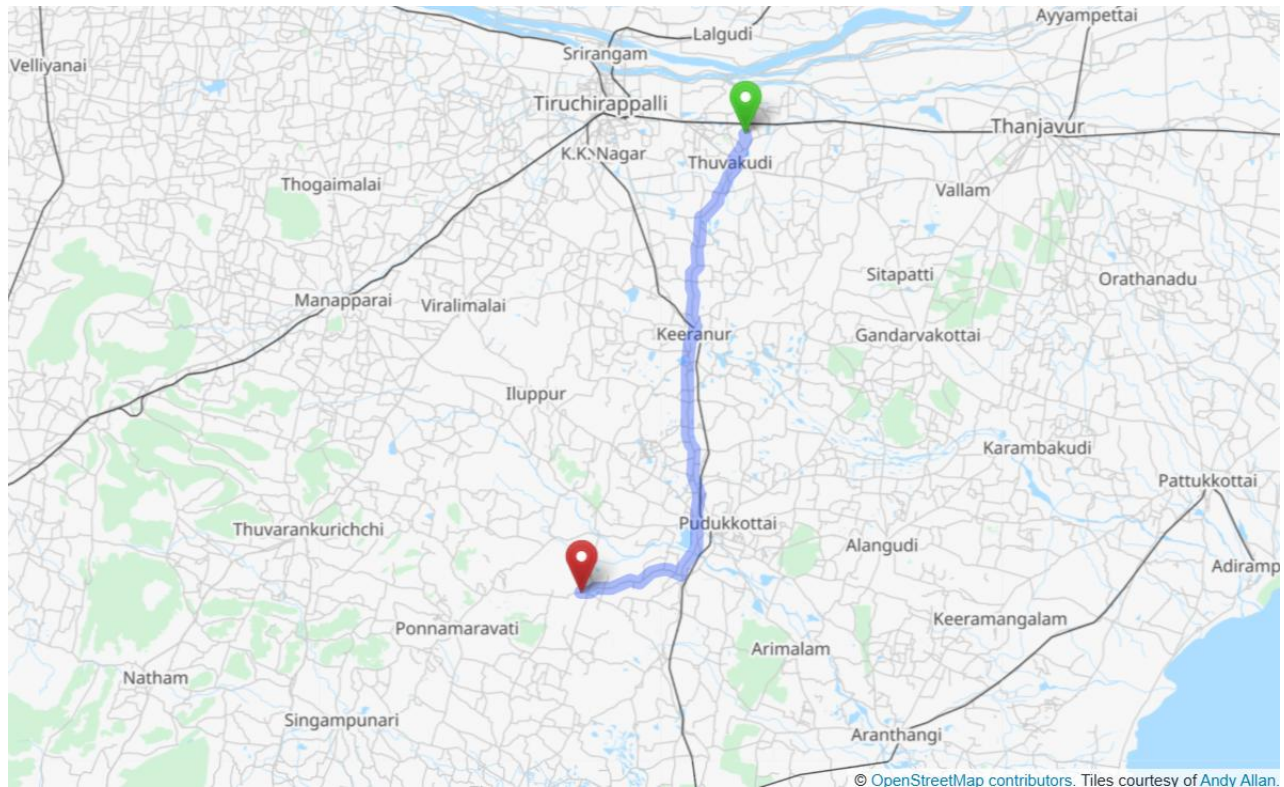 Ayyampettai
Lalgudi
Srirangam
Velliyanai
Tiruchirappalli
Thanjavur
K.K. Nagar
Thuvakudi
Thogaimalai
Vallam
Sitapatti
Orathanadu
Manapparai
Viralimalai
Keeranur
Gandarvakottai
Iluppur
Karambakudi
Pattukkottai
Thuvarankurichchi
Pudukkottai
Alangudi
Adiramp
Keeramangalam
Ponnamaravati
Arimalam
Natham
Singampunari
Aranthangi
© OpenStreetMap contributors. Tiles courtesy of Andy Allan.